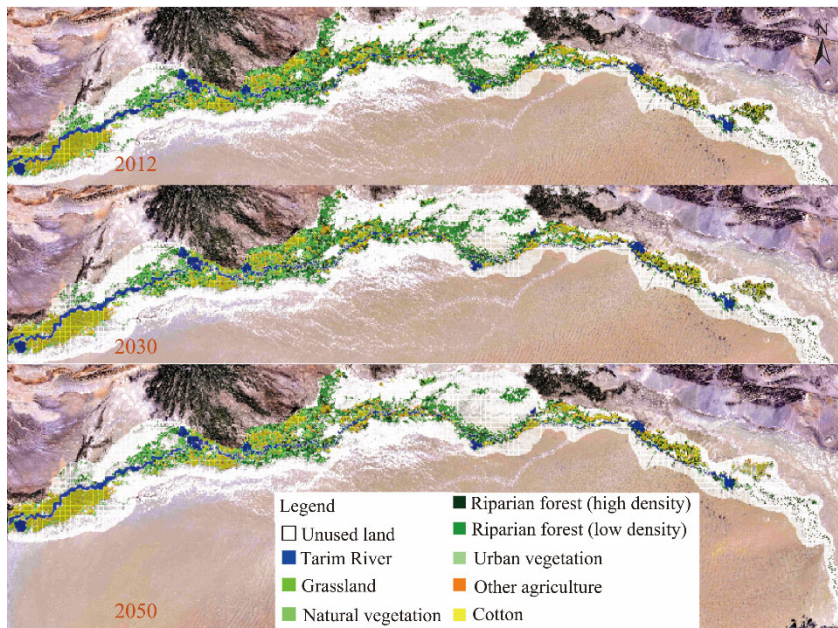 N
2012
2030
2050
Legend
Unused land
Tarim River
Grassland
Natural vegetation
Riparian forest (high density)
Riparian forest (low density)
Urban vegetation
Other agriculture
Cotton